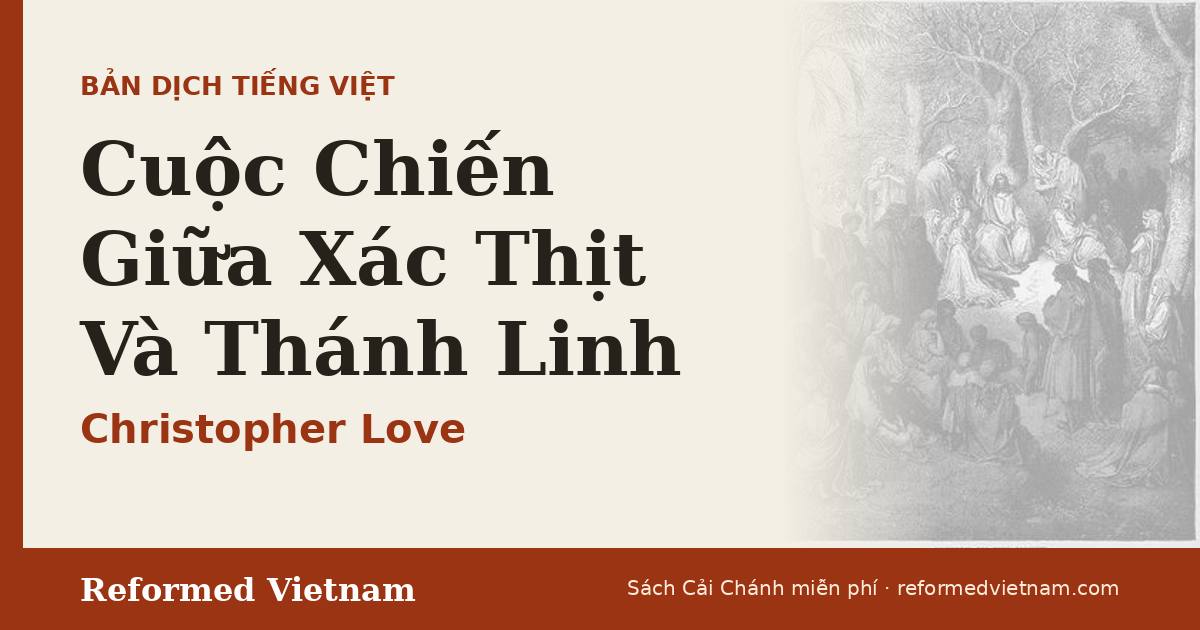 BẢN DỊCH TIẾNG VIỆT
Cuộc Chiến
Giữa Xác Thịt
Và Thánh Linh
Christopher Love
Reformed Vietnam
Sách Cải Chánh miễn phí · reformedvietnam.com